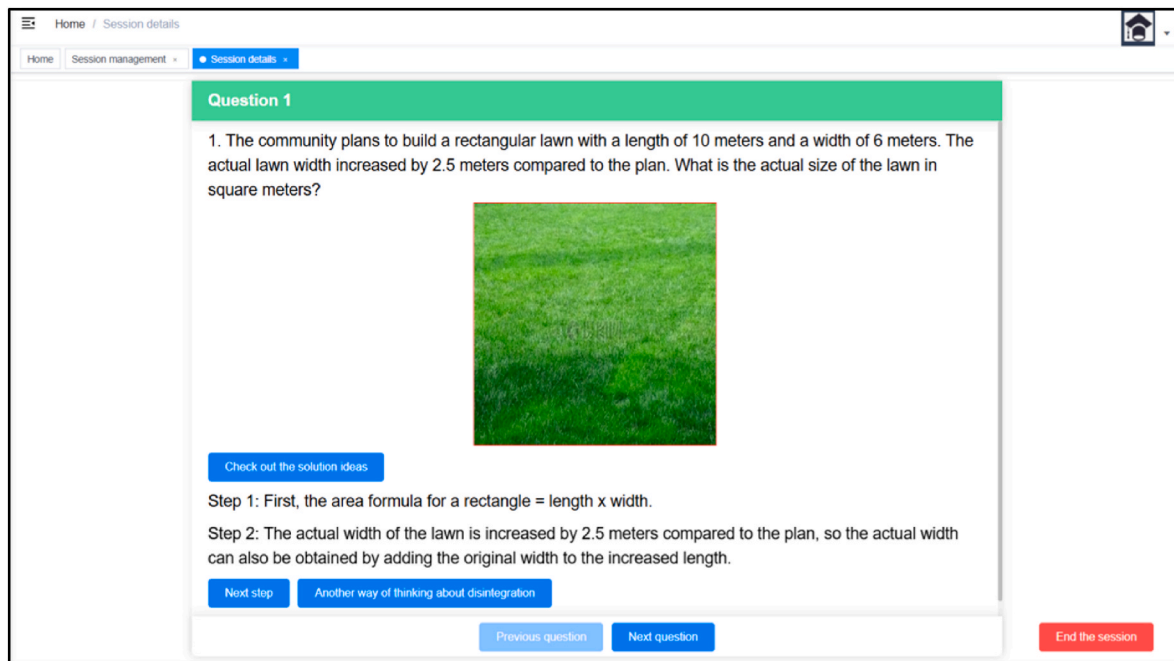 Home / Session details
Home
Session management ×
Session details ×
Question 1
1. The community plans to build a rectangular lawn with a length of 10 meters and a width of 6 meters. The
actual lawn width increased by 2.5 meters compared to the plan. What is the actual size of the lawn in
square meters?
Check out the solution ideas
Step 1: First, the area formula for a rectangle = length x width.
Step 2: The actual width of the lawn is increased by 2.5 meters compared to the plan, so the actual width
can also be obtained by adding the original width to the increased length.
Next step
Another way of thinking about disintegration
Previous question
Next question
End the session